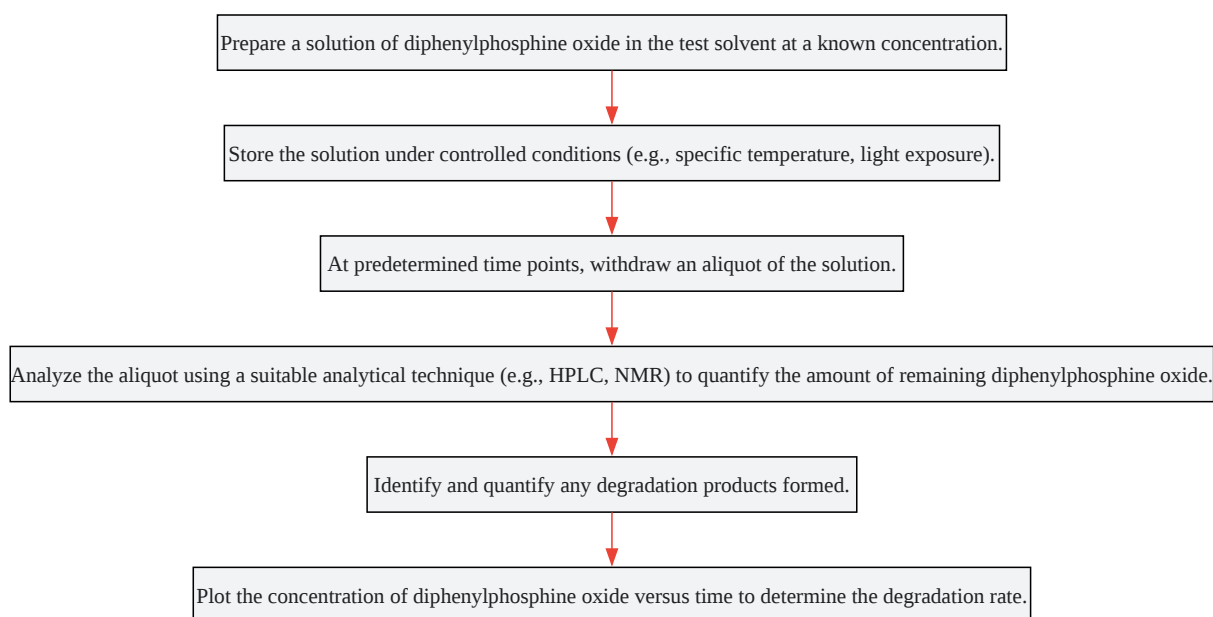 Prepare a solution of diphenylphosphine oxide in the test solvent at a known concentration.
Store the solution under controlled conditions (e.g., specific temperature, light exposure).
At predetermined time points, withdraw an aliquot of the solution.
Analyze the aliquot using a suitable analytical technique (e.g., HPLC, NMR) to quantify the amount of remaining diphenylphosphine oxide.
Identify and quantify any degradation products formed.
Plot the concentration of diphenylphosphine oxide versus time to determine the degradation rate.